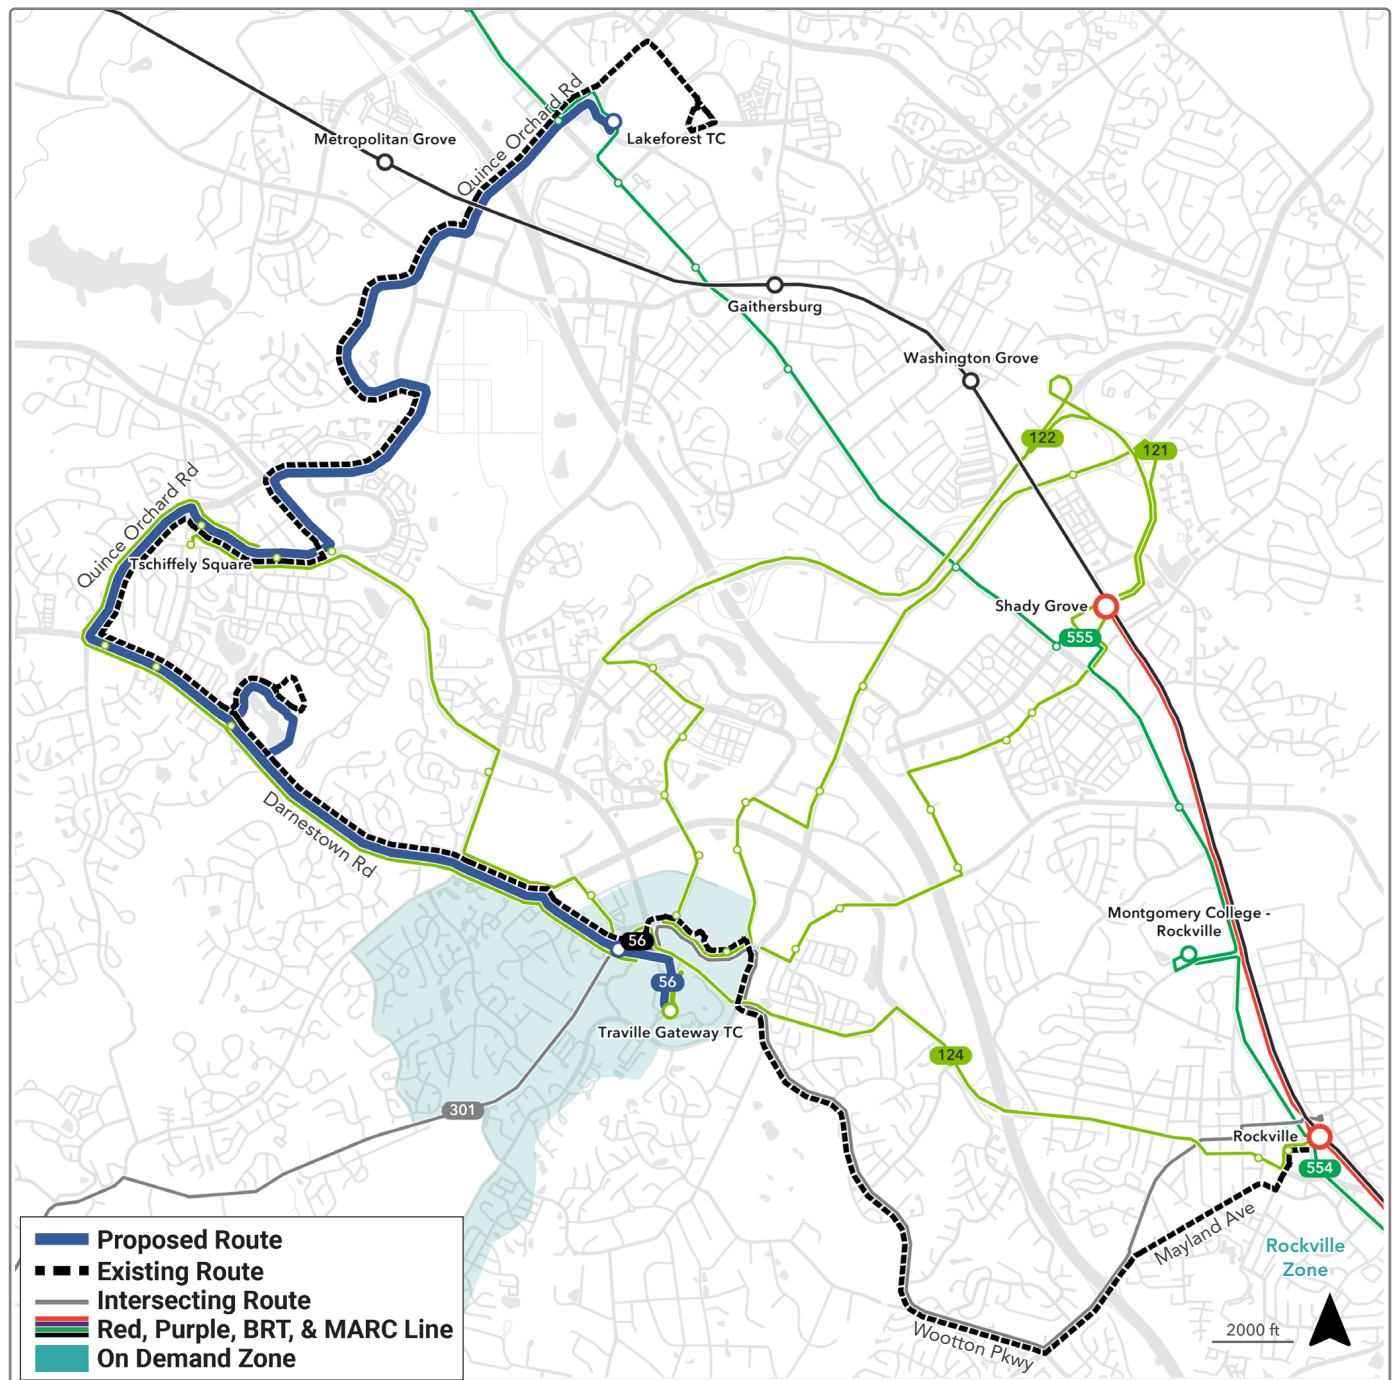 Quince Orchard Rd
Metropolitan Grove
Lakeforest TC
Gaithersburg
Washington Grove
122
121
Quince Orchard Rd
Tschiffely Square
Shady Grove
555
Darnestown Rd
Montgomery College -
Rockville
56
56
Traville Gateway TC
124
301
Rockville
554
Mayland Ave
Rockville
Zone
Wootton Pkwy
2000 ft
Proposed Route
Existing Route
Intersecting Route
Red, Purple, BRT, & MARC Line
On Demand Zone